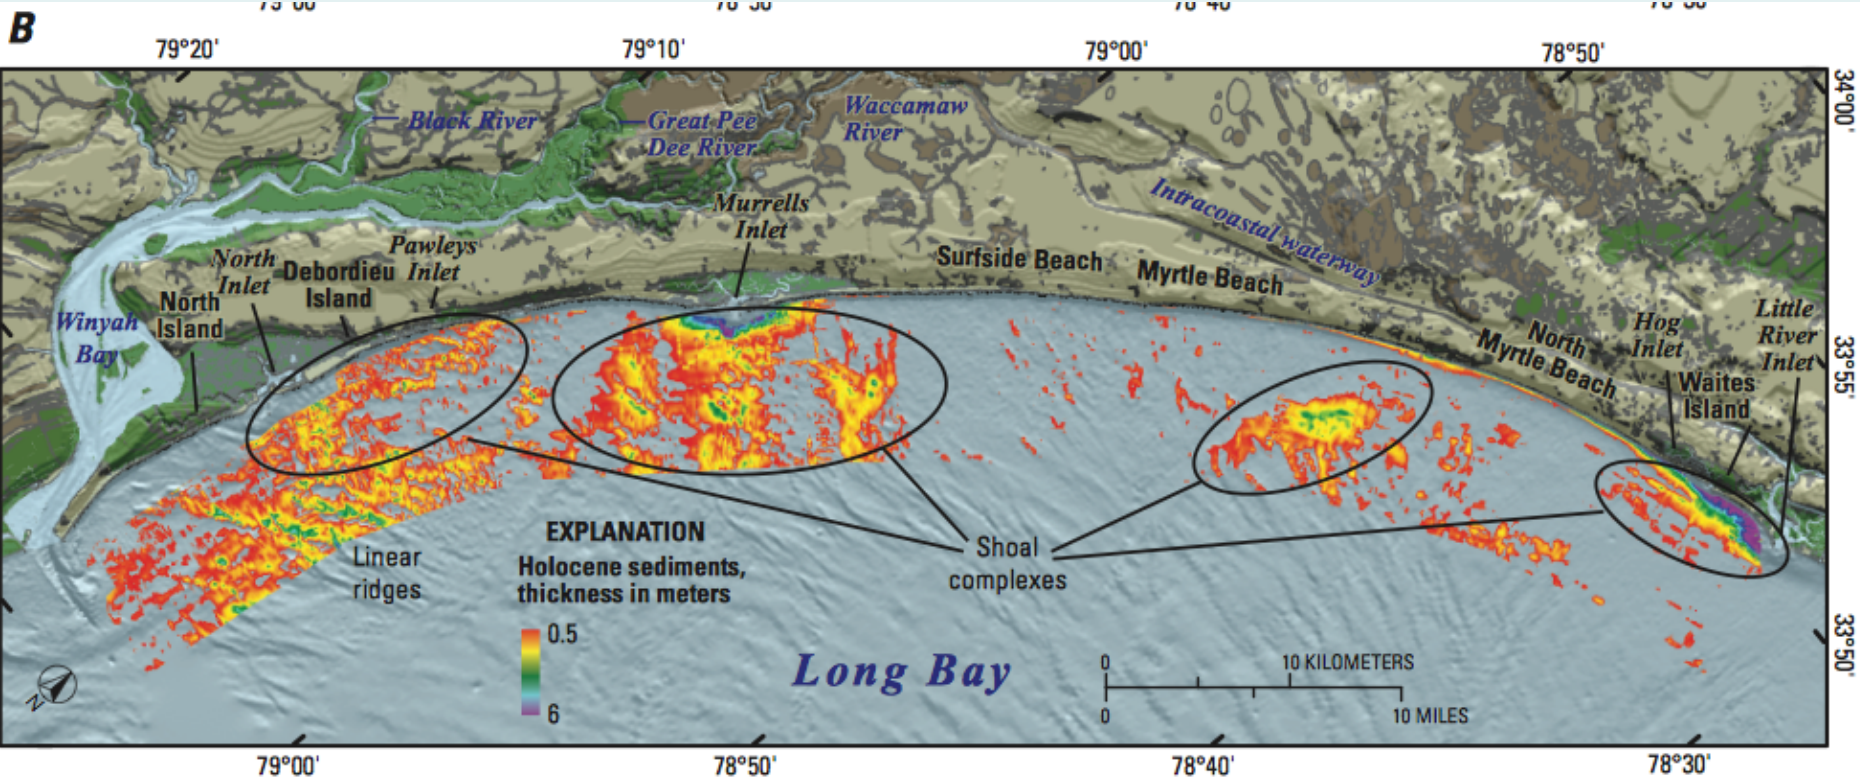 B
79°20'
79°10'
79°00'
78°50'
34°00'
33°55'
33°50'
Black River
Great Pee
Dee River
Waccamaw
River
Intracoastal waterway
Murrells
Inlet
Pawleys
Inlet
North
Inlet
Debordieu
Island
North
Island
Winyah
Bay
Surfside Beach
Myrtle Beach
North
Myrtle Beach
Hog
Inlet
Little
River
Inlet
Waites
Island
Linear
ridges
Shoal
complexes
EXPLANATION
Holocene sediments,
thickness in meters
0.5
6
Long Bay
0
10 KILOMETERS
0
10 MILES
N
79°00'
78°50'
78°40'
78°30'